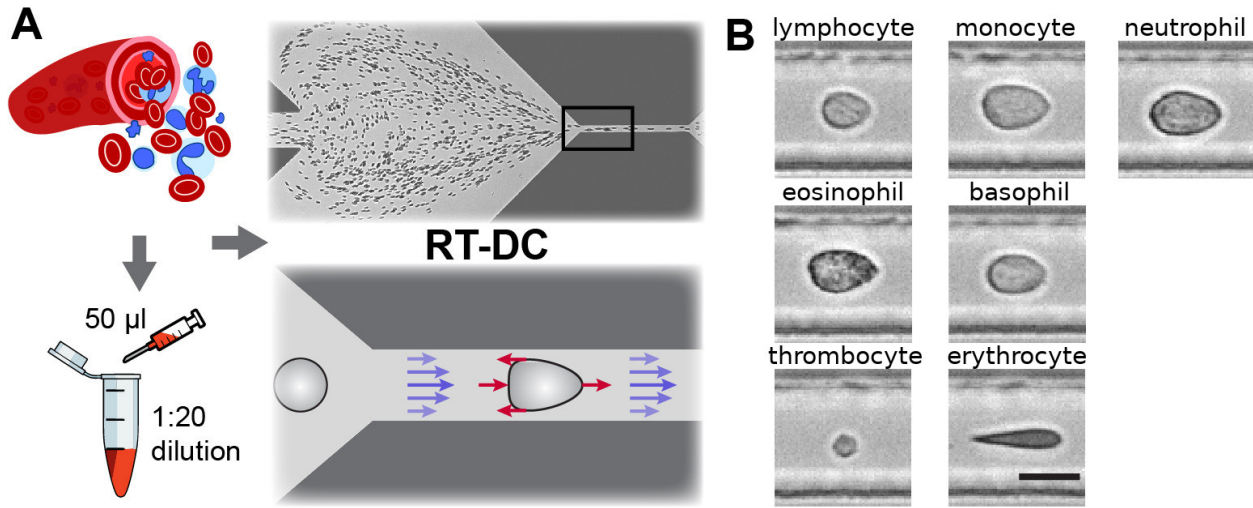 A
RT-DC
50 µl
1:20
dilution
B
lymphocyte
monocyte
neutrophil
eosinophil
basophil
thrombocyte
erythrocyte